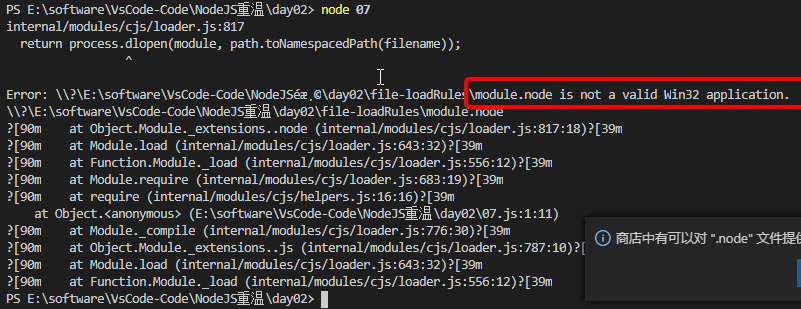 PS E:\software\VsCode-Code\NodeJS重温\day02> node 07
internal/modules/cjs/loader.js:817
  return process.dlopen(module, path.toNamespacedPath(filename));
                 ^
Error: \\?\E:\software\VsCode-Code\NodeJSéæ¸©\day02\file-loadRules\module.node is not a valid Win32 application.
\\?\E:\software\VsCode-Code\NodeJS重温\day02\file-loadRules\module.node
?[90m    at Object.Module._extensions..node (internal/modules/cjs/loader.js:817:18)?[39m
?[90m    at Module.load (internal/modules/cjs/loader.js:643:32)?[39m
?[90m    at Function.Module._load (internal/modules/cjs/loader.js:556:12)?[39m
?[90m    at Module.require (internal/modules/cjs/loader.js:683:19)?[39m
?[90m    at require (internal/modules/cjs/helpers.js:16:16)?[39m
    at Object.<anonymous> (E:\software\VsCode-Code\NodeJS重温\day02\07.js:1:11)
?[90m    at Module._compile (internal/modules/cjs/loader.js:776:30)?[39m
?[90m    at Object.Module._extensions..js (internal/modules/cjs/loader.js:787:10)?[
?[90m    at Module.load (internal/modules/cjs/loader.js:643:32)?[39m
?[90m    at Function.Module._load (internal/modules/cjs/loader.js:556:12)?[39m
PS E:\software\VsCode-Code\NodeJS重温\day02>
商店中有可以对 ".node" 文件提